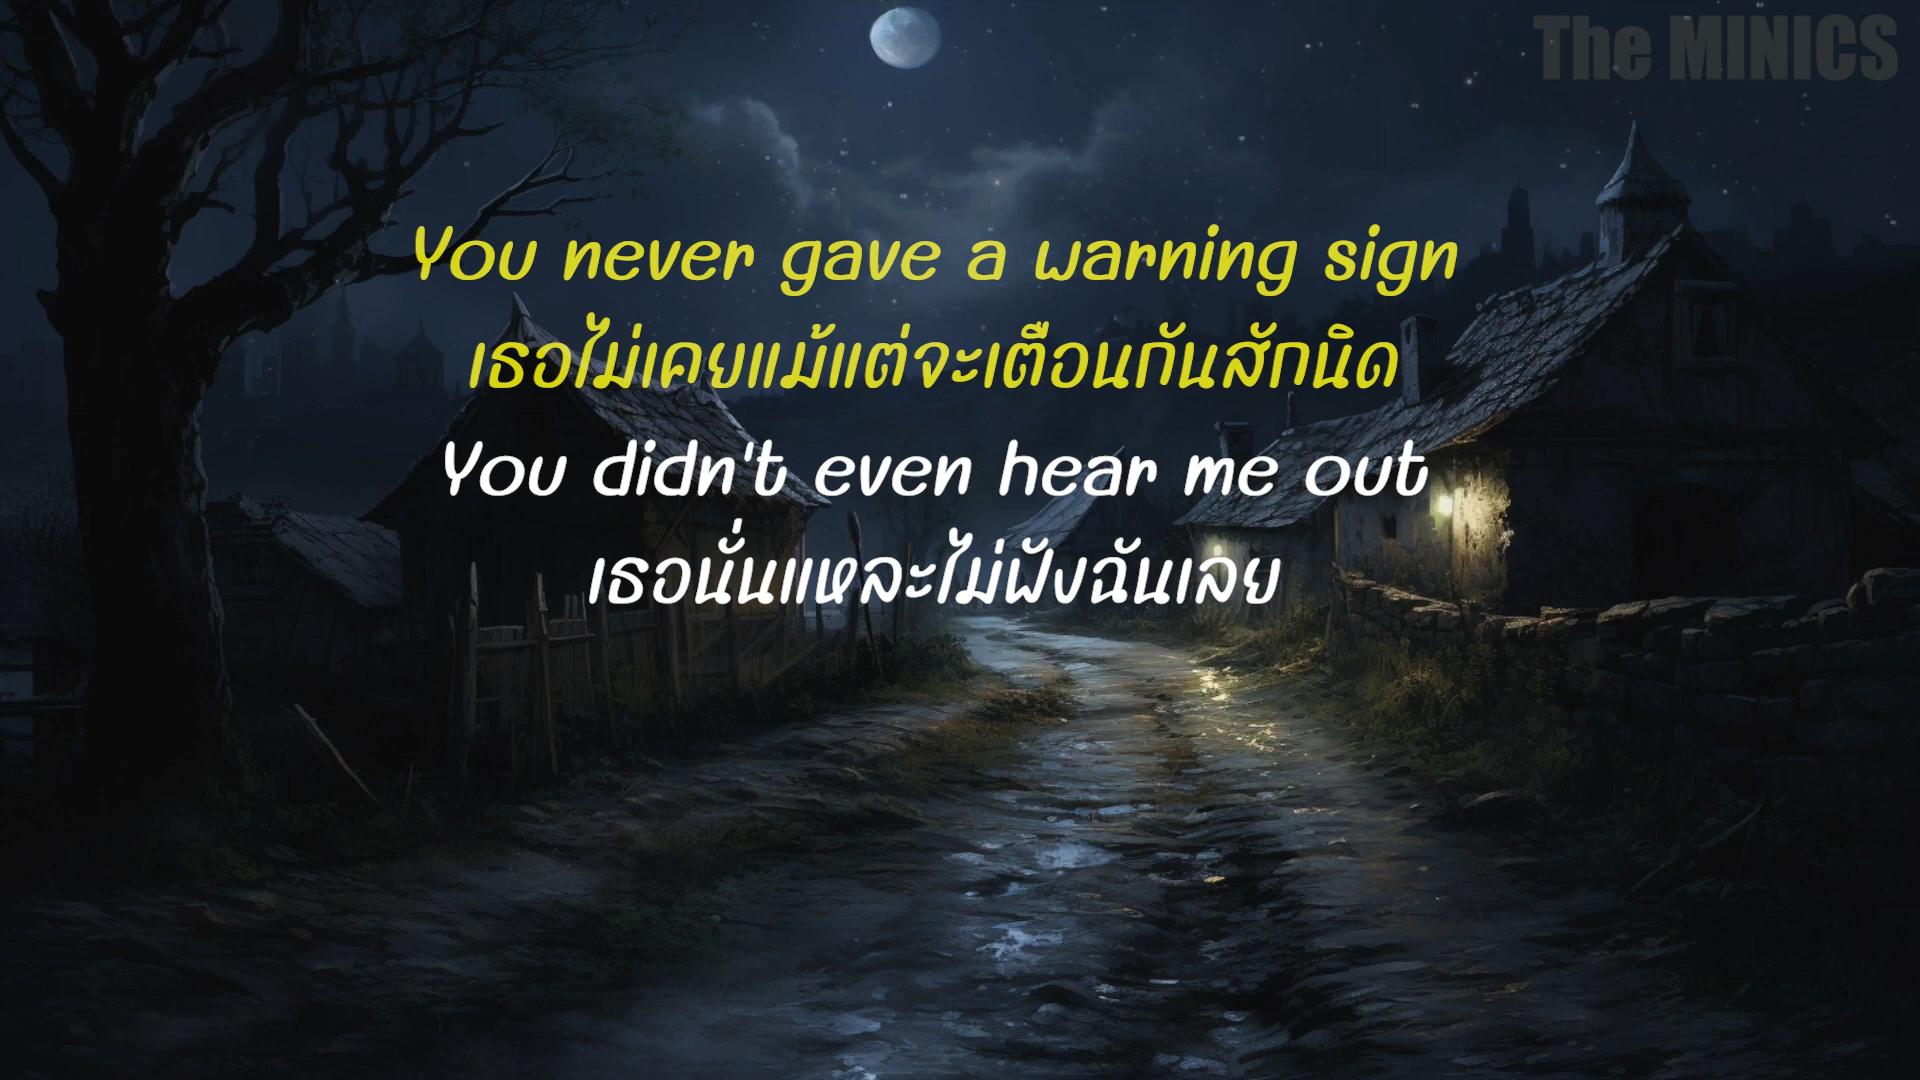 The MINICS
You never gave a warning sign
เธอไม่เคยแม้แต่จะเตือนกันสักนิด
You didn't even hear me out
เธอนั่นแหละไม่ฟังฉันเลย